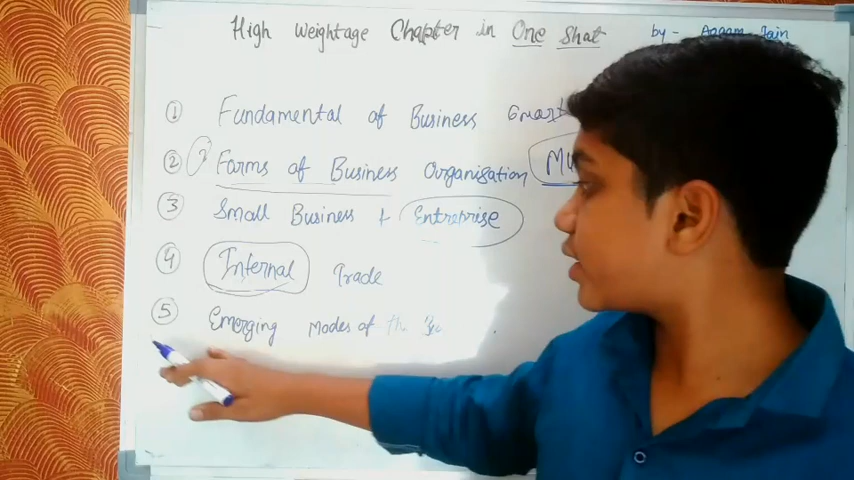 High Weightage Chapter in One Shot by - Aagam Jain
① Fundamental of Business
② ? Forms of Business Organisation
③ Small Business + Entreprise
④ Internal Trade
⑤ Emerging Modes of the